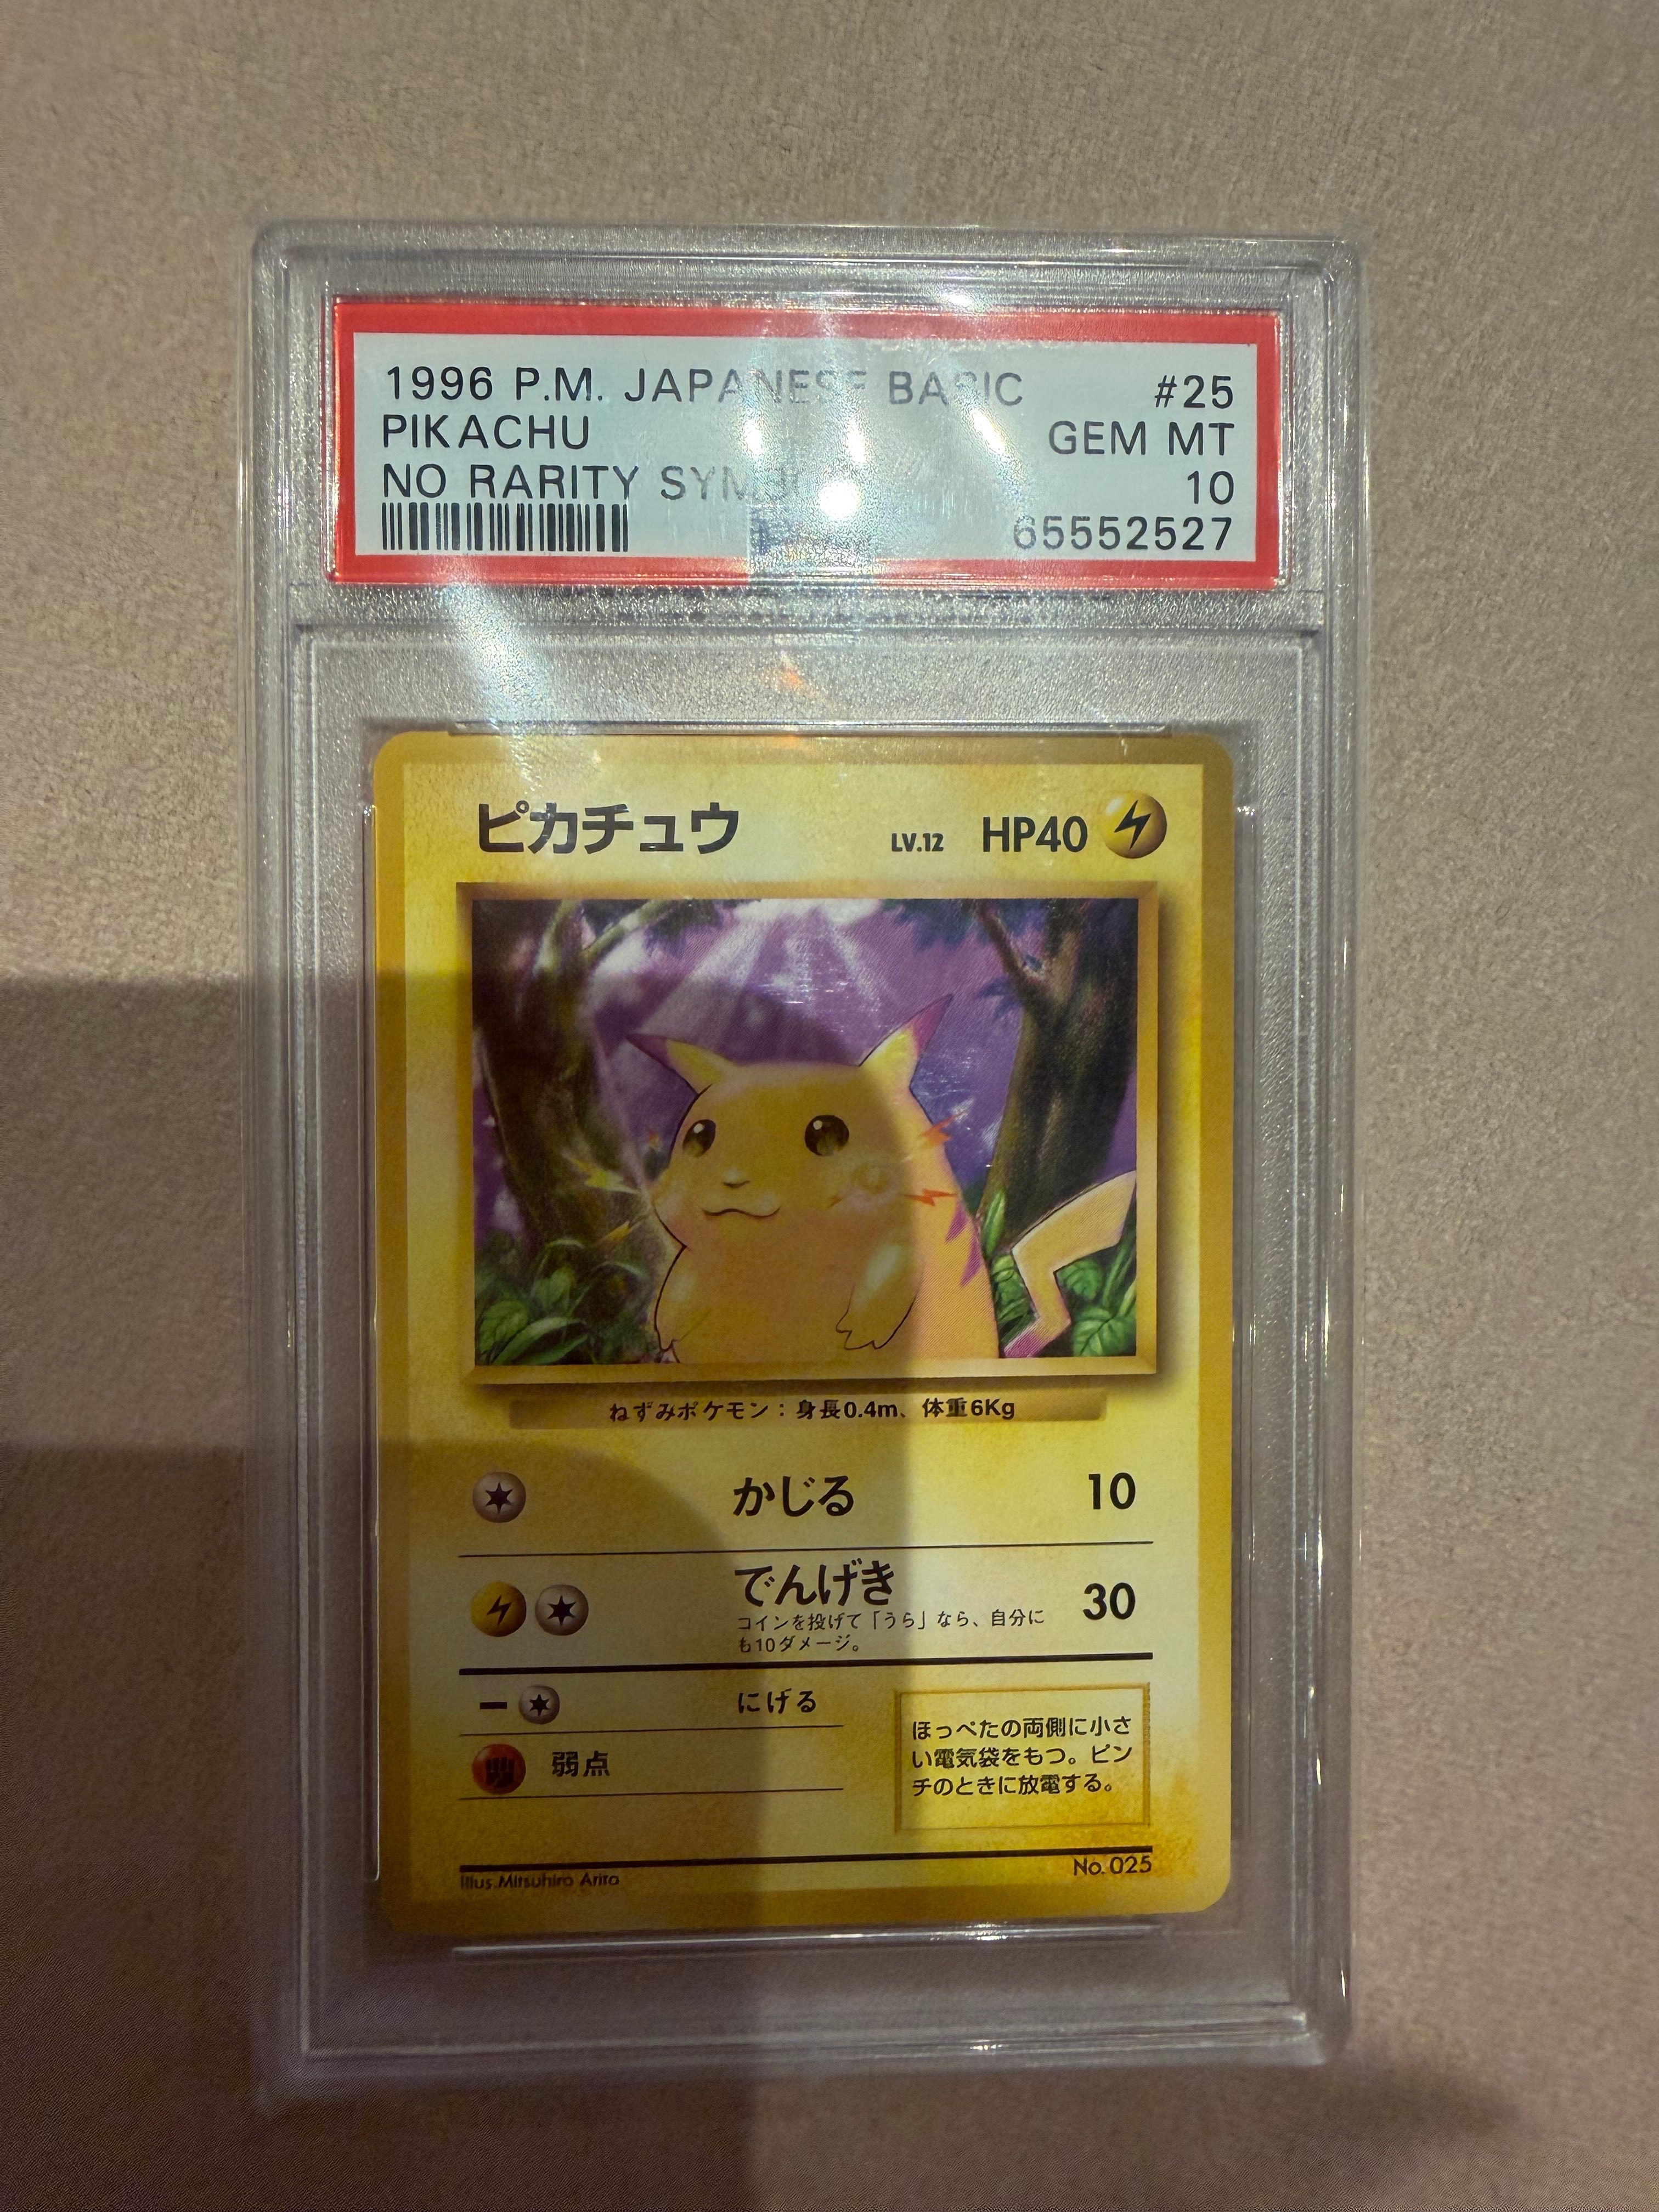 1996 P.M. JAPANESE BASIC #25
PIKACHU GEM MT
NO RARITY 10
65552527
ピカチュウ LV.12 HP40
ねずみポケモン：身長0.4m、体重6Kg
かじる 10
でんげき 30
コインを投げて「うら」なら、自分に
も10ダメージ。
にげる
弱点
ほっぺたの両側に小さ
い電気袋をもつ。ピン
チのときに放電する。
Illus.Mitsuhiro Arita No.025